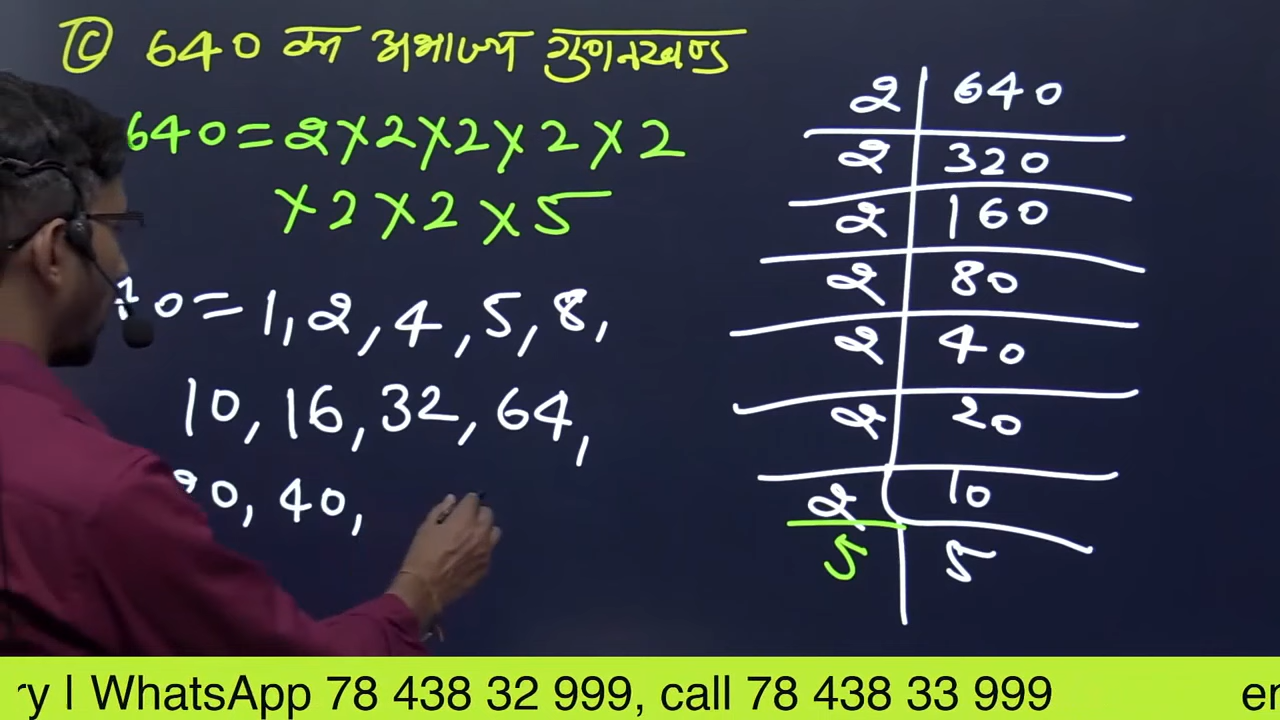 C 640 का अभाज्य गुणनखण्ड
640 = 2 × 2 × 2 × 2 × 2
× 2 × 2 × 5
0 = 1, 2, 4, 5, 8,
10, 16, 32, 64,
20, 40,
2 | 640
2 | 320
2 | 160
2 | 80
2 | 40
2 | 20
2 | 10
5 | 5
ry | WhatsApp 78 438 32 999, call 78 438 33 999 er